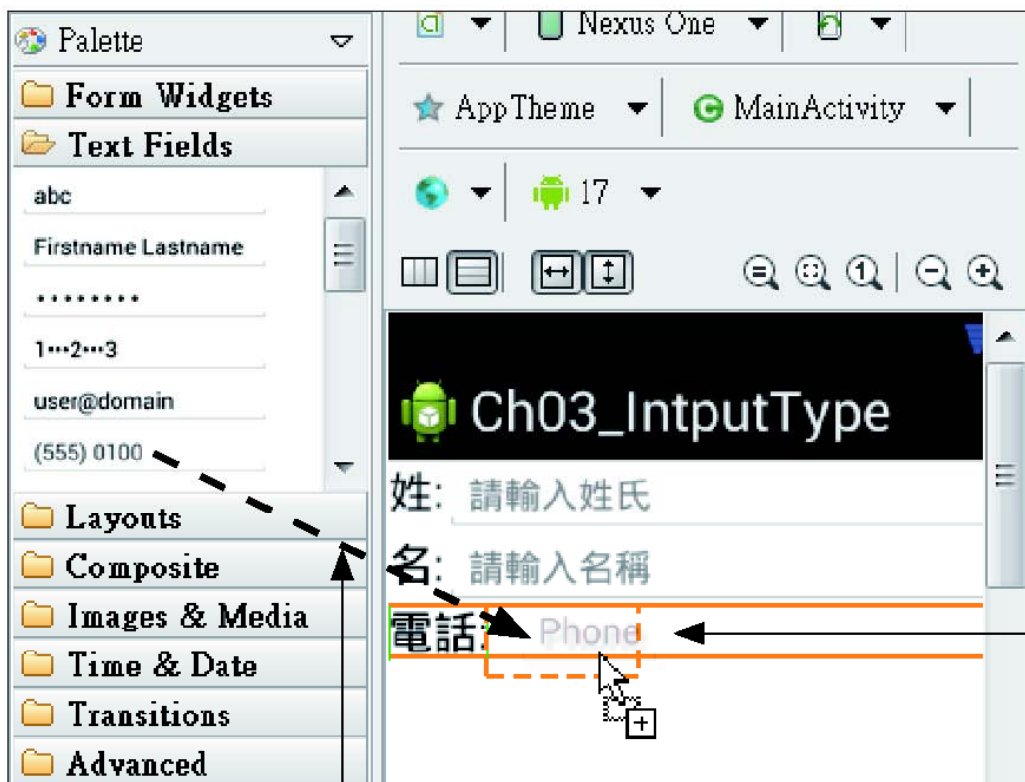 Palette
Form Widgets
Text Fields
abc
Firstname Lastname
••••••••
1•••2•••3
user@domain
(555) 0100
Layouts
Composite
Images & Media
Time & Date
Transitions
Advanced
Nexus One
AppTheme
MainActivity
17
Ch03_IntputType
姓: 請輸入姓氏
名: 請輸入名稱
電話: Phone